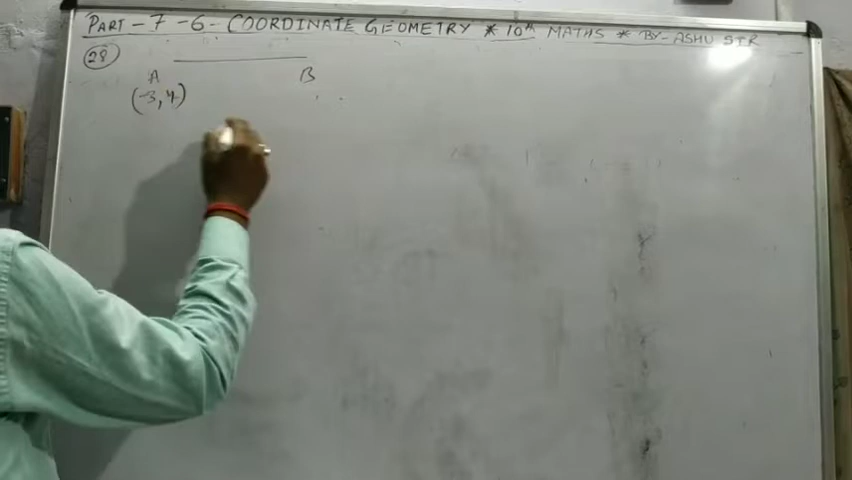 PART-7-6-COORDINATE GEOMETRY * 10th MATHS * BY-ASHU SIR
28
A B
(-3,4)